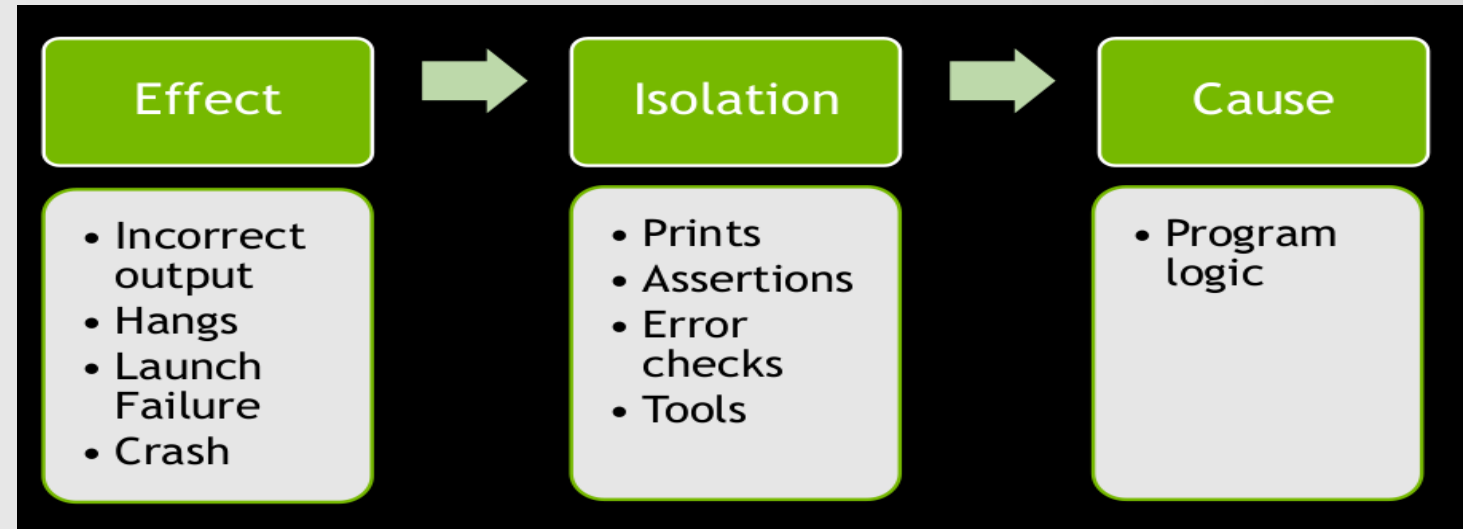 Effect
• Incorrect
output
• Hangs
• Launch
Failure
• Crash
Isolation
• Prints
• Assertions
• Error
checks
• Tools
Cause
• Program
logic